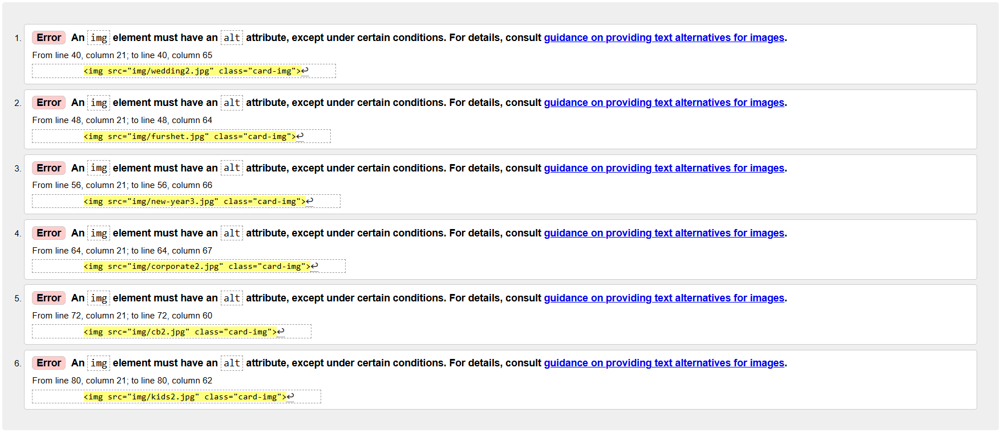 1. Error An img element must have an alt attribute, except under certain conditions. For details, consult guidance on providing text alternatives for images.
From line 40, column 21; to line 40, column 65
<img src="img/wedding2.jpg" class="card-img">↩
2. Error An img element must have an alt attribute, except under certain conditions. For details, consult guidance on providing text alternatives for images.
From line 48, column 21; to line 48, column 64
<img src="img/furshet.jpg" class="card-img">↩
3. Error An img element must have an alt attribute, except under certain conditions. For details, consult guidance on providing text alternatives for images.
From line 56, column 21; to line 56, column 66
<img src="img/new-year3.jpg" class="card-img">↩
4. Error An img element must have an alt attribute, except under certain conditions. For details, consult guidance on providing text alternatives for images.
From line 64, column 21; to line 64, column 67
<img src="img/corporate2.jpg" class="card-img">↩
5. Error An img element must have an alt attribute, except under certain conditions. For details, consult guidance on providing text alternatives for images.
From line 72, column 21; to line 72, column 60
<img src="img/cb2.jpg" class="card-img">↩
6. Error An img element must have an alt attribute, except under certain conditions. For details, consult guidance on providing text alternatives for images.
From line 80, column 21; to line 80, column 62
<img src="img/kids2.jpg" class="card-img">↩